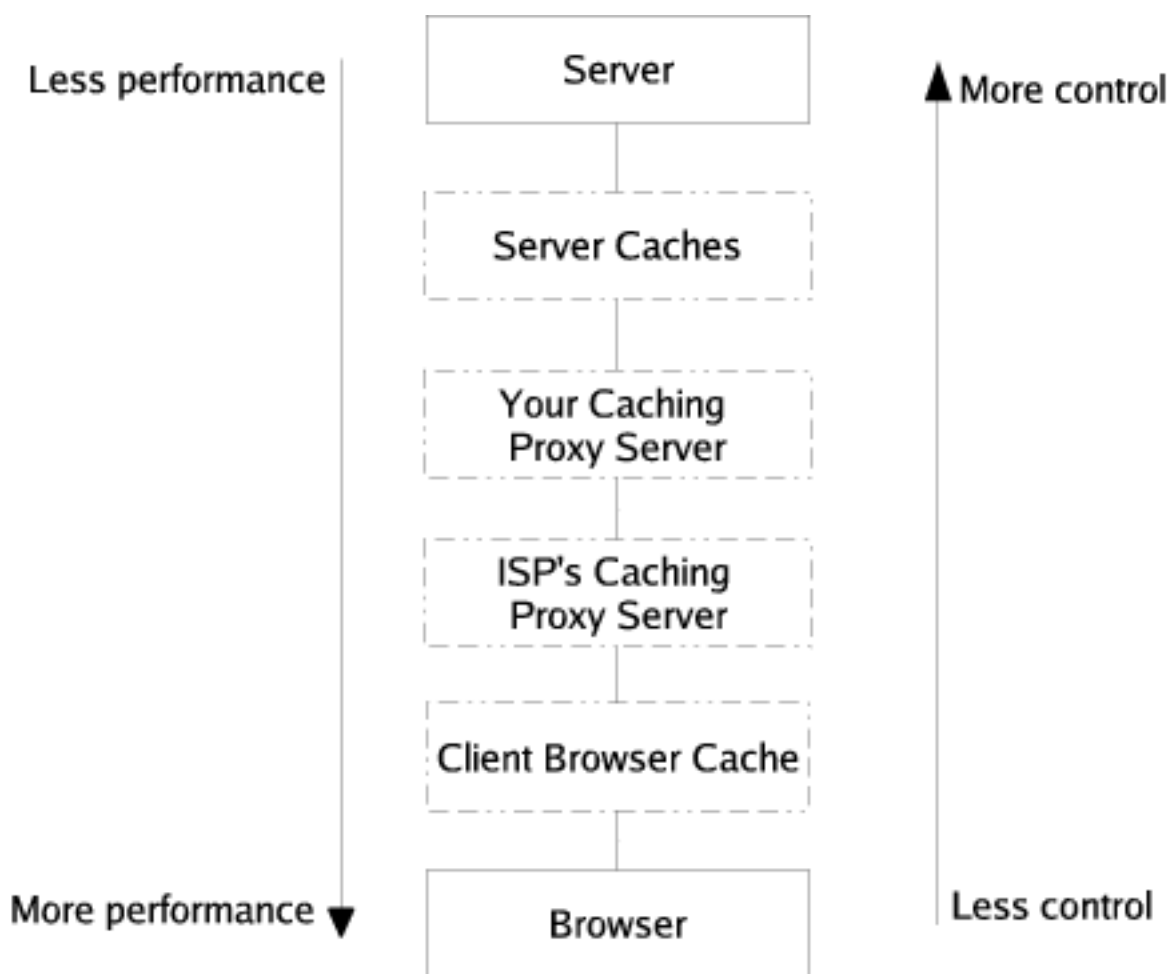 Server
Less performance
More control
Server Caches
Your Caching
Proxy Server
ISP's Caching
Proxy Server
Client Browser Cache
More performance
Less control
Browser